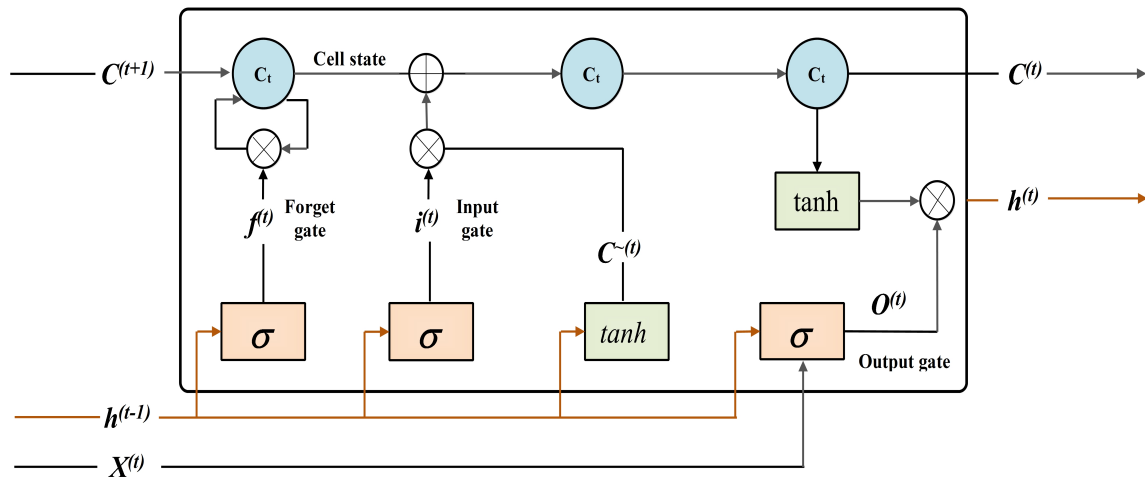 C(t+1)
Ct
Cell state
Ct
Ct
C(t)
f(t)
Forget
gate
i(t)
Input
gate
C~(t)
tanh
h(t)
σ
σ
tanh
σ
O(t)
Output gate
h(t-1)
X(t)